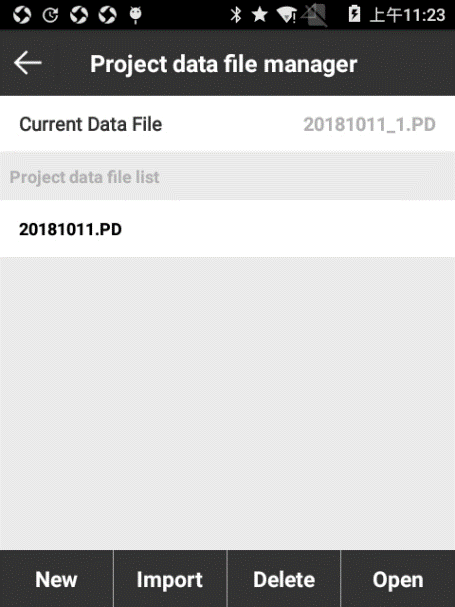 上午11:23
Project data file manager
Current Data File 20181011_1.PD
Project data file list
20181011.PD
New Import Delete Open